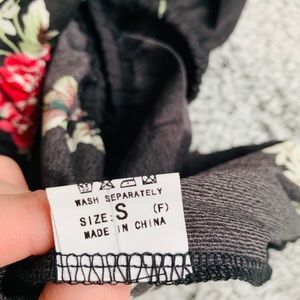 WASH SEPARATELY
SIZE: S (F)
MADE IN CHINA